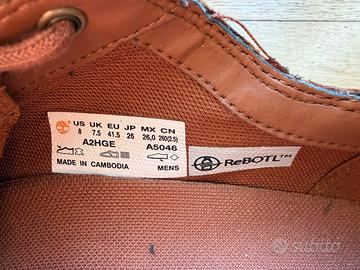 US UK EU JP MX CN
8 7.5 41.5 26 26,0 260(2.5)
A2HGE A5046
MADE IN CAMBODIA MENS
ReBOTL™
subito